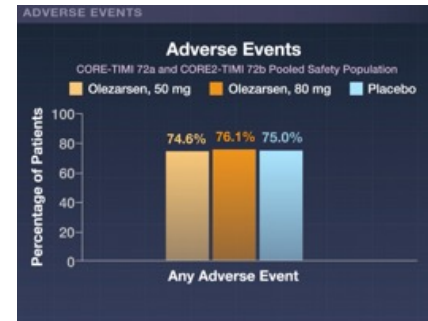 ADVERSE EVENTS
Adverse Events
CORE-TIMI 72a and CORE2-TIMI 72b Pooled Safety Population
Olezarsen, 50 mg Olezarsen, 80 mg Placebo
Percentage of Patients
100
80
60
40
20
0
74.6% 76.1% 75.0%
Any Adverse Event